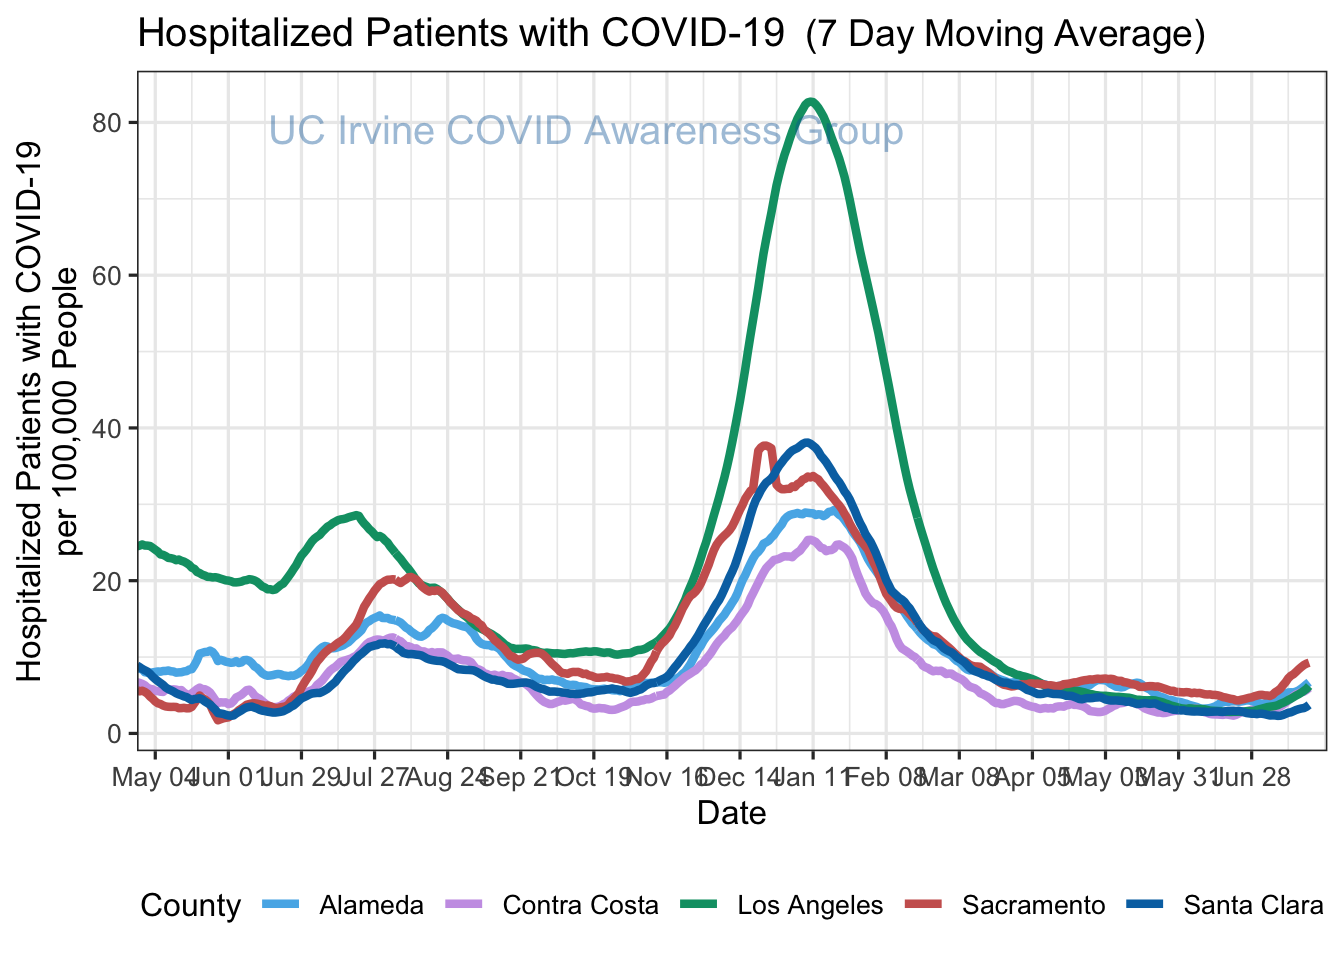 Hospitalized Patients with COVID-19 (7 Day Moving Average)
UC Irvine COVID Awareness Group
Hospitalized Patients with COVID-19
per 100,000 People
80
60
40
20
0
May 04 Jun 01 Jun 29 Jul 27 Aug 24 Sep 21 Oct 19 Nov 16 Dec 14 Jan 11 Feb 08 Mar 08 Apr 05 May 03 May 31 Jun 28
Date
County Alameda Contra Costa Los Angeles Sacramento Santa Clara